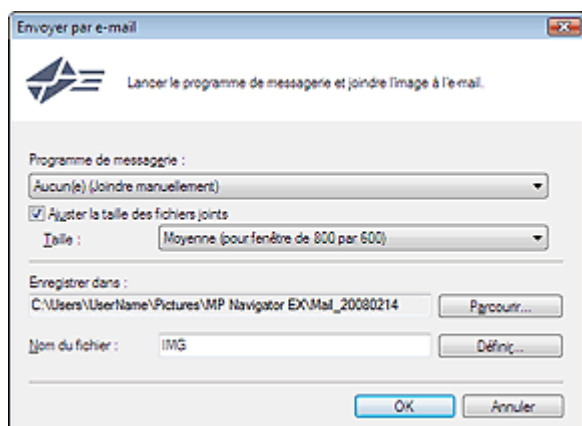 Envoyer par e-mail
Lancer le programme de messagerie et joindre l'image à l'e-mail.
Programme de messagerie :
Aucun(e) (Joindre manuellement)
Ajuster la taille des fichiers joints
Taille : Moyenne (pour fenêtre de 800 par 600)
Enregistrer dans :
C:\Users\UserName\Pictures\MP Navigator EX\Mail_20080214 Parcourir...
Nom du fichier : IMG Définir...
OK Annuler